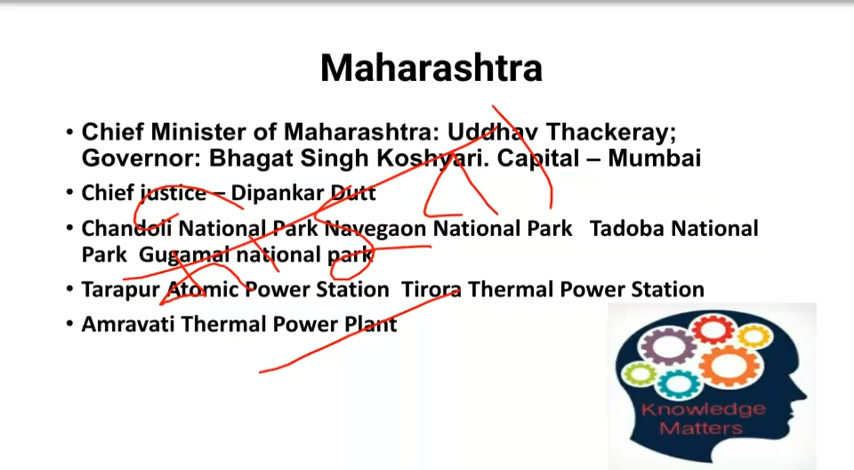 Maharashtra
• Chief Minister of Maharashtra: Uddhav Thackeray;
Governor: Bhagat Singh Koshyari. Capital – Mumbai
• Chief justice – Dipankar Dutt
• Chandoli National Park Navegaon National Park Tadoba National
Park Gugamal national park
• Tarapur Atomic Power Station Tirora Thermal Power Station
• Amravati Thermal Power Plant
Knowledge
Matters